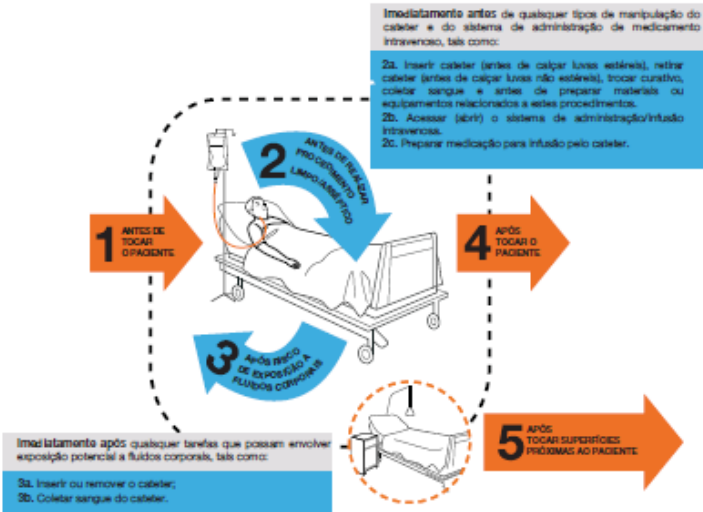 Imediatamente antes de quaisquer tipos de manipulação do
cateter e do sistema de administração de medicamento
intravenoso, tais como:
2a. Inserir cateter (antes de calçar luvas estéreis), retirar
cateter (antes de calçar luvas não estéreis), trocar curativo,
coletar sangue e antes de preparar materiais ou
equipamentos relacionados a estes procedimentos.
2b. Acessar (abrir) o sistema de administração/infusão
intravenosa.
2c. Preparar medicação para infusão pelo cateter.
2 ANTES DE REALIZAR
PROCEDIMENTO
LIMPO/ASSÉPTICO
1 ANTES DE
TOCAR
O PACIENTE
4 APÓS
TOCAR O
PACIENTE
3 APÓS RISCO
DE EXPOSIÇÃO A
FLUIDOS CORPORAIS
5 APÓS
TOCAR SUPERFÍCIES
PRÓXIMAS AO PACIENTE
Imediatamente após quaisquer tarefas que possam envolver
exposição potencial a fluidos corporais, tais como:
3a. Inserir ou remover o cateter;
3b. Coletar sangue do cateter.